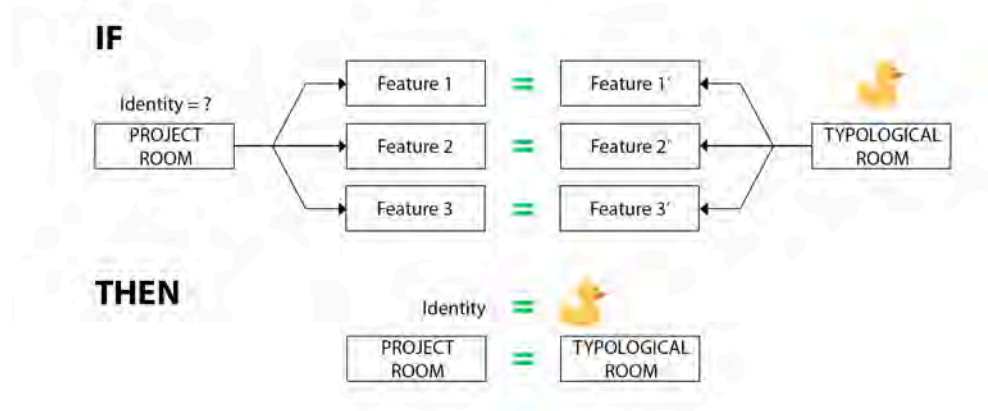 IF
Identity = ?
PROJECT
ROOM
Feature 1 = Feature 1'
Feature 2 = Feature 2'
Feature 3 = Feature 3'
TYPOLOGICAL
ROOM
THEN
Identity =
PROJECT
ROOM
=
TYPOLOGICAL
ROOM